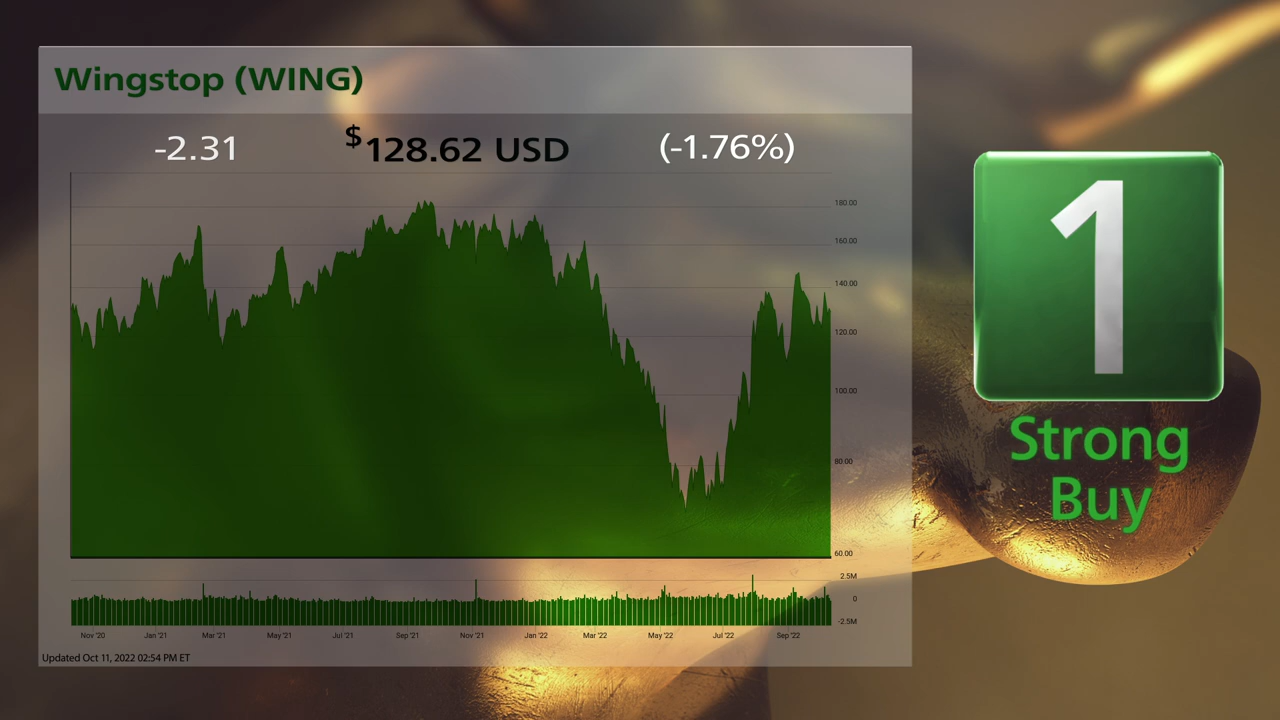 Wingstop (WING)
-2.31 $128.62 USD (-1.76%)
180.00
160.00
140.00
120.00
100.00
80.00
60.00
2.5M
0
-2.5M
Nov '20 Jan '21 Mar '21 May '21 Jul '21 Sep '21 Nov '21 Jan '22 Mar '22 May '22 Jul '22 Sep '22
Updated Oct 11, 2022 02:54 PM ET
1
Strong
Buy